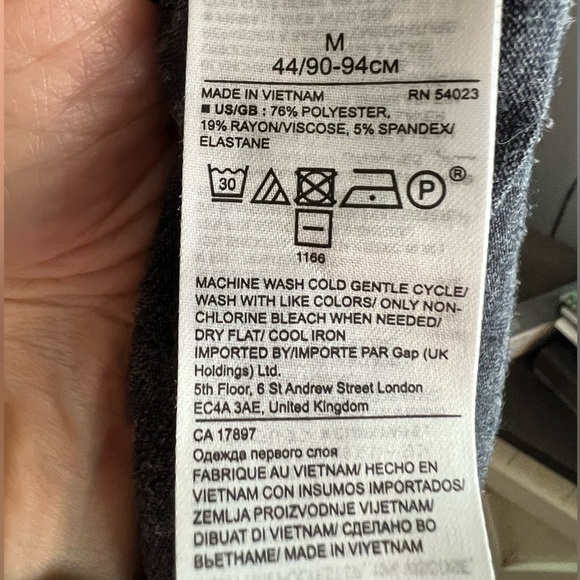 M
44/90-94CM
MADE IN VIETNAM RN 54023
■ US/GB : 76% POLYESTER,
19% RAYON/VISCOSE, 5% SPANDEX/
ELASTANE
30 P ®
1166
MACHINE WASH COLD GENTLE CYCLE/
WASH WITH LIKE COLORS/ ONLY NON-
CHLORINE BLEACH WHEN NEEDED/
DRY FLAT/ COOL IRON
IMPORTED BY/IMPORTE PAR Gap (UK
Holdings) Ltd.
5th Floor, 6 St Andrew Street London
EC4A 3AE, United Kingdom
CA 17897
Одежда первого слоя
FABRIQUE AU VIETNAM/ HECHO EN
VIETNAM CON INSUMOS IMPORTADOS/
ZEMLJA PROIZVODNJE VIJETNAM/
DIBUAT DI VIETNAM/ СДЕЛАНО ВО
ВЬЕТНАМЕ/ MADE IN VIYETNAM